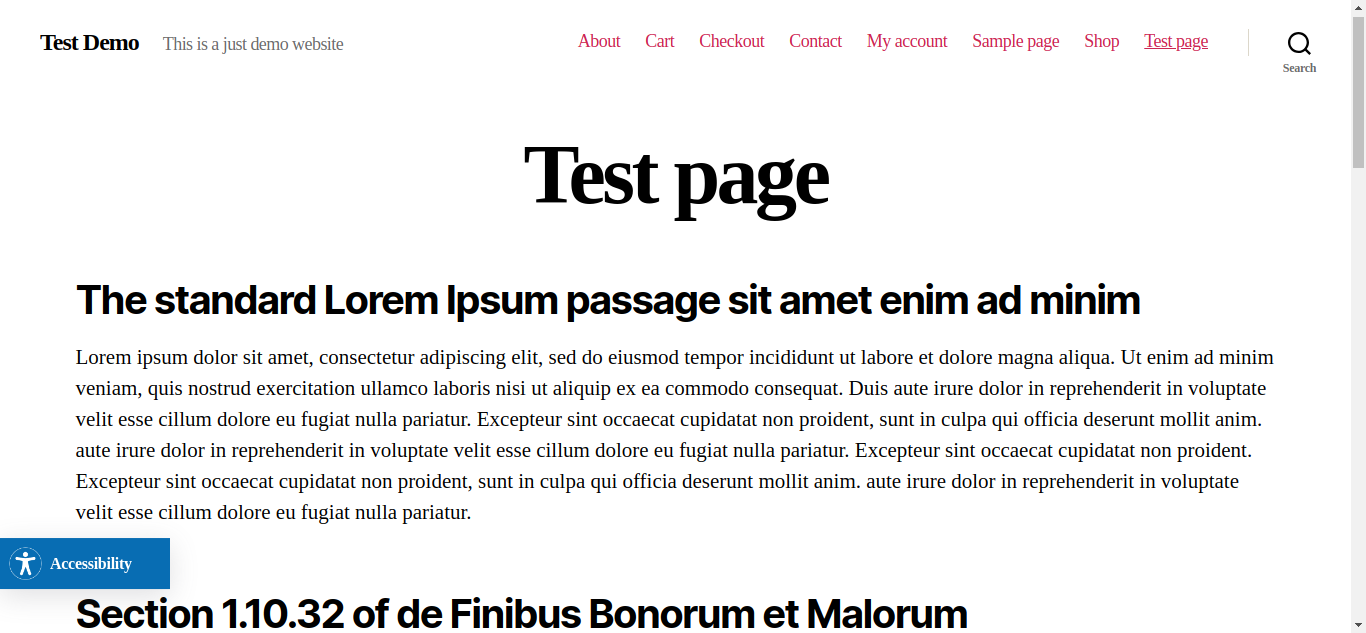 Test Demo
This is a just demo website
About
Cart
Checkout
Contact
My account
Sample page
Shop
Test page
Search
Test page
The standard Lorem Ipsum passage sit amet enim ad minim
Lorem ipsum dolor sit amet, consectetur adipiscing elit, sed do eiusmod tempor incididunt ut labore et dolore magna aliqua. Ut enim ad minim
veniam, quis nostrud exercitation ullamco laboris nisi ut aliquip ex ea commodo consequat. Duis aute irure dolor in reprehenderit in voluptate
velit esse cillum dolore eu fugiat nulla pariatur. Excepteur sint occaecat cupidatat non proident, sunt in culpa qui officia deserunt mollit anim.
aute irure dolor in reprehenderit in voluptate velit esse cillum dolore eu fugiat nulla pariatur. Excepteur sint occaecat cupidatat non proident.
Excepteur sint occaecat cupidatat non proident, sunt in culpa qui officia deserunt mollit anim. aute irure dolor in reprehenderit in voluptate
velit esse cillum dolore eu fugiat nulla pariatur.
Accessibility
Section 1.10.32 of de Finibus Bonorum et Malorum